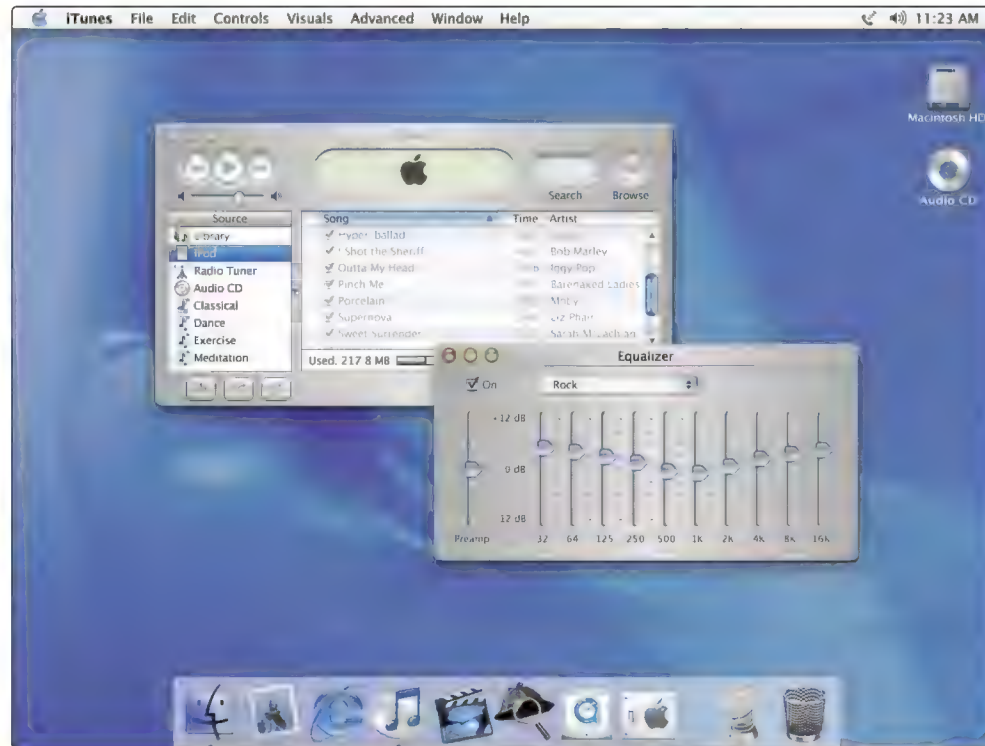 iTunes File Edit Controls Visuals Advanced Window Help 11:23 AM
Macintosh HD
Audio CD
Search Browse
Source
Library
iPod
Radio Tuner
Audio CD
Classical
Dance
Exercise
Meditation
Song Time Artist
Hyper-ballad
I Shot the Sheriff Bob Marley
Outta My Head Iggy Pop
Pinch Me Barenaked Ladies
Porcelain Moby
Supernova Liz Phair
Sweet Surrender Sarah McLachlan
Used: 217.8 MB
Equalizer
On Rock
+12 dB
0 dB
12 dB
Preamp 32 64 125 250 500 1K 2K 4K 8K 16K